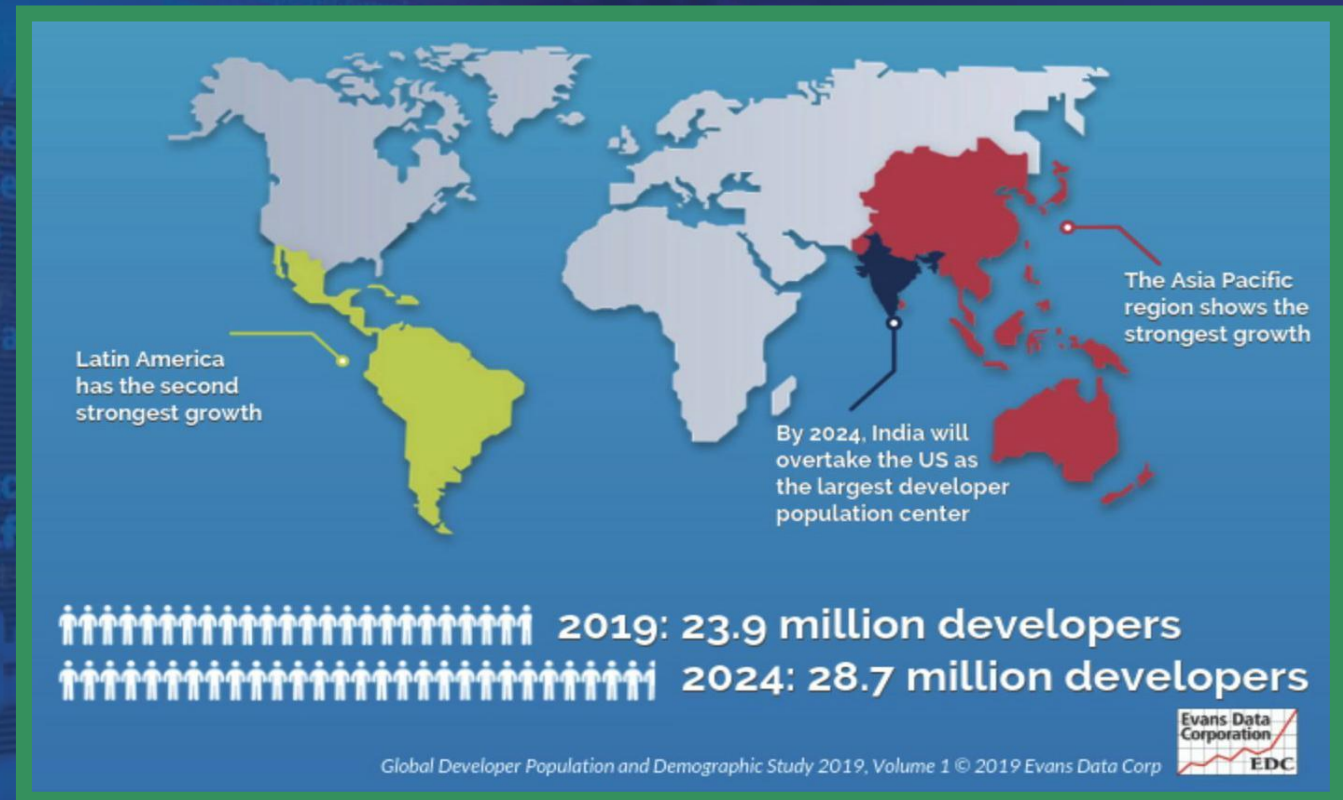 The Asia Pacific
region shows the
strongest growth
Latin America
has the second
strongest growth
By 2024, India will
overtake the US as
the largest developer
population center
2019: 23.9 million developers
2024: 28.7 million developers
Evans Data
Corporation
EDC
Global Developer Population and Demographic Study 2019, Volume 1 © 2019 Evans Data Corp